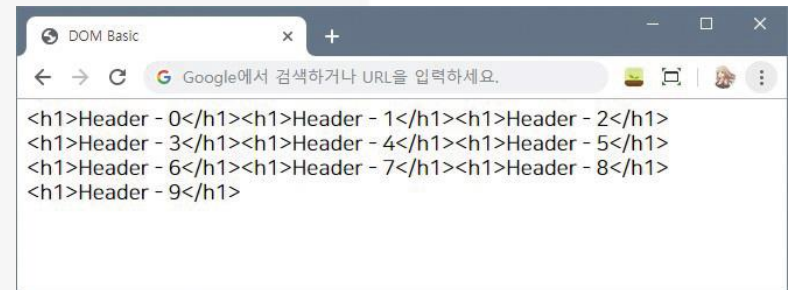 DOM Basic
Google에서 검색하거나 URL을 입력하세요.
<h1>Header - 0</h1><h1>Header - 1</h1><h1>Header - 2</h1>
<h1>Header - 3</h1><h1>Header - 4</h1><h1>Header - 5</h1>
<h1>Header - 6</h1><h1>Header - 7</h1><h1>Header - 8</h1>
<h1>Header - 9</h1>